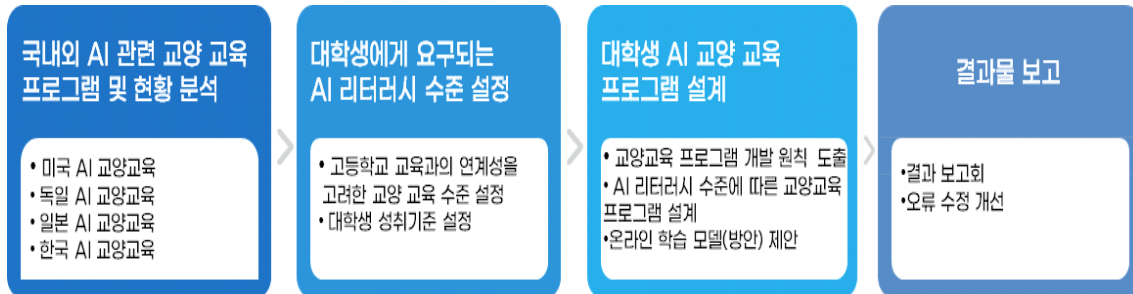 국내외 AI 관련 교양 교육
프로그램 및 현황 분석
• 미국 AI 교양교육
• 독일 AI 교양교육
• 일본 AI 교양교육
• 한국 AI 교양교육
대학생에게 요구되는
AI 리터러시 수준 설정
• 고등학교 교육과의 연계성을
고려한 교양 교육 수준 설정
• 대학생 성취기준 설정
대학생 AI 교양 교육
프로그램 설계
• 교양교육 프로그램 개발 원칙 도출
• AI 리터러시 수준에 따른 교양교육
프로그램 설계
•온라인 학습 모델(방안) 제안
결과물 보고
•결과 보고회
•오류 수정 개선